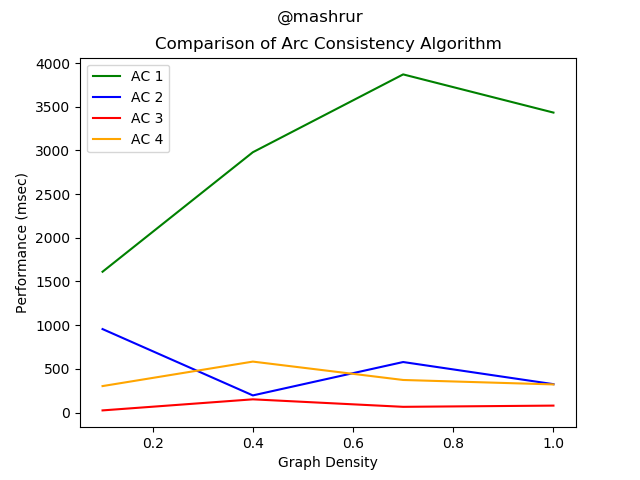 @mashrur
Comparison of Arc Consistency Algorithm
AC 1
AC 2
AC 3
AC 4
Performance (msec)
4000
3500
3000
2500
2000
1500
1000
500
0
0.2
0.4
0.6
0.8
1.0
Graph Density